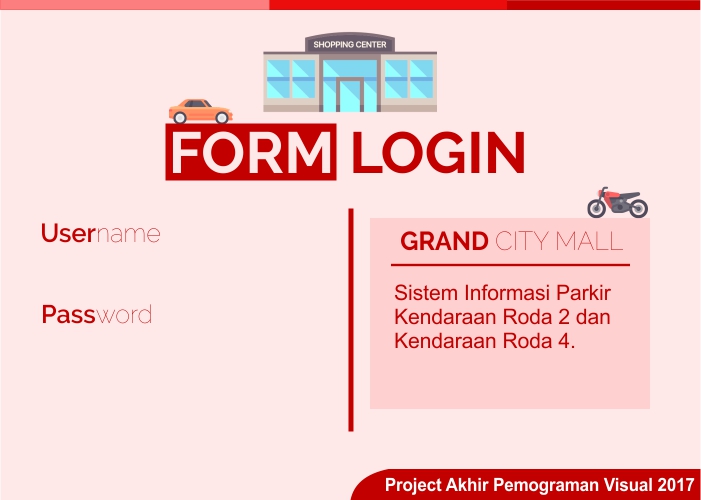 SHOPPING CENTER
FORM LOGIN
Username
Password
GRAND CITY MALL
Sistem Informasi Parkir
Kendaraan Roda 2 dan
Kendaraan Roda 4.
Project Akhir Pemograman Visual 2017